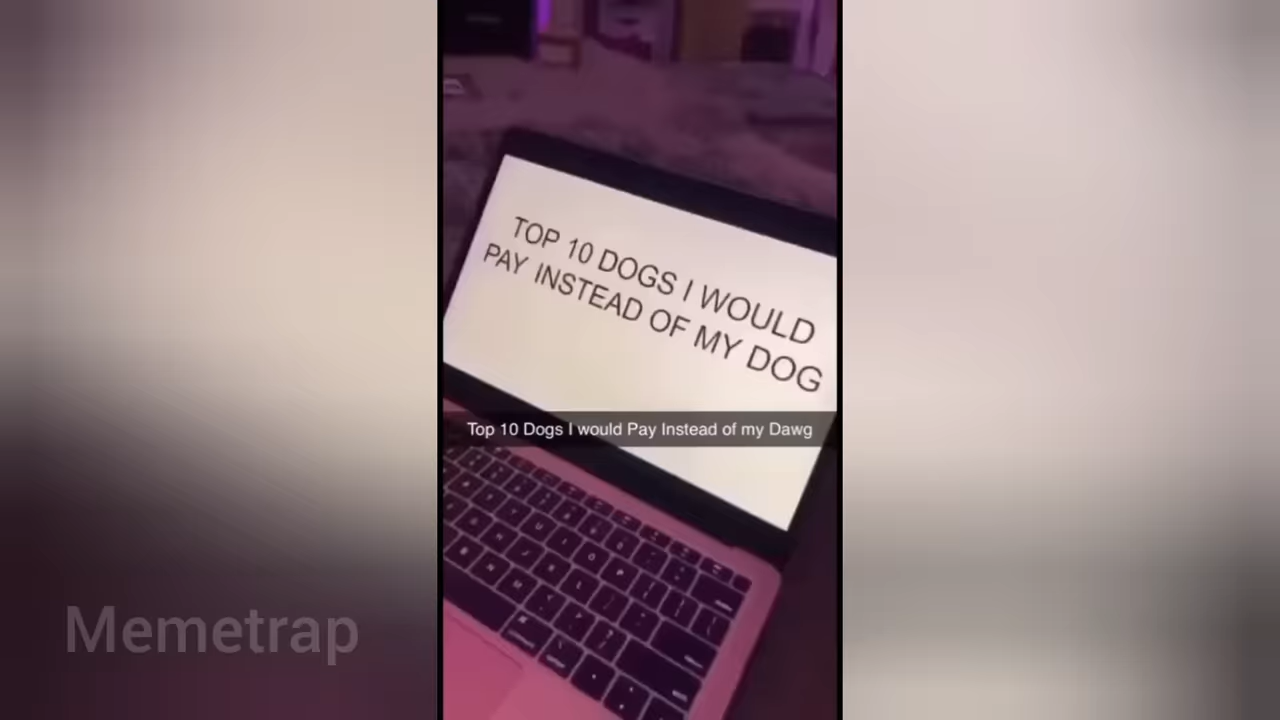 TOP 10 DOGS I WOULD
PAY INSTEAD OF MY DOG
Top 10 Dogs I would Pay Instead of my Dawg
Memetrap